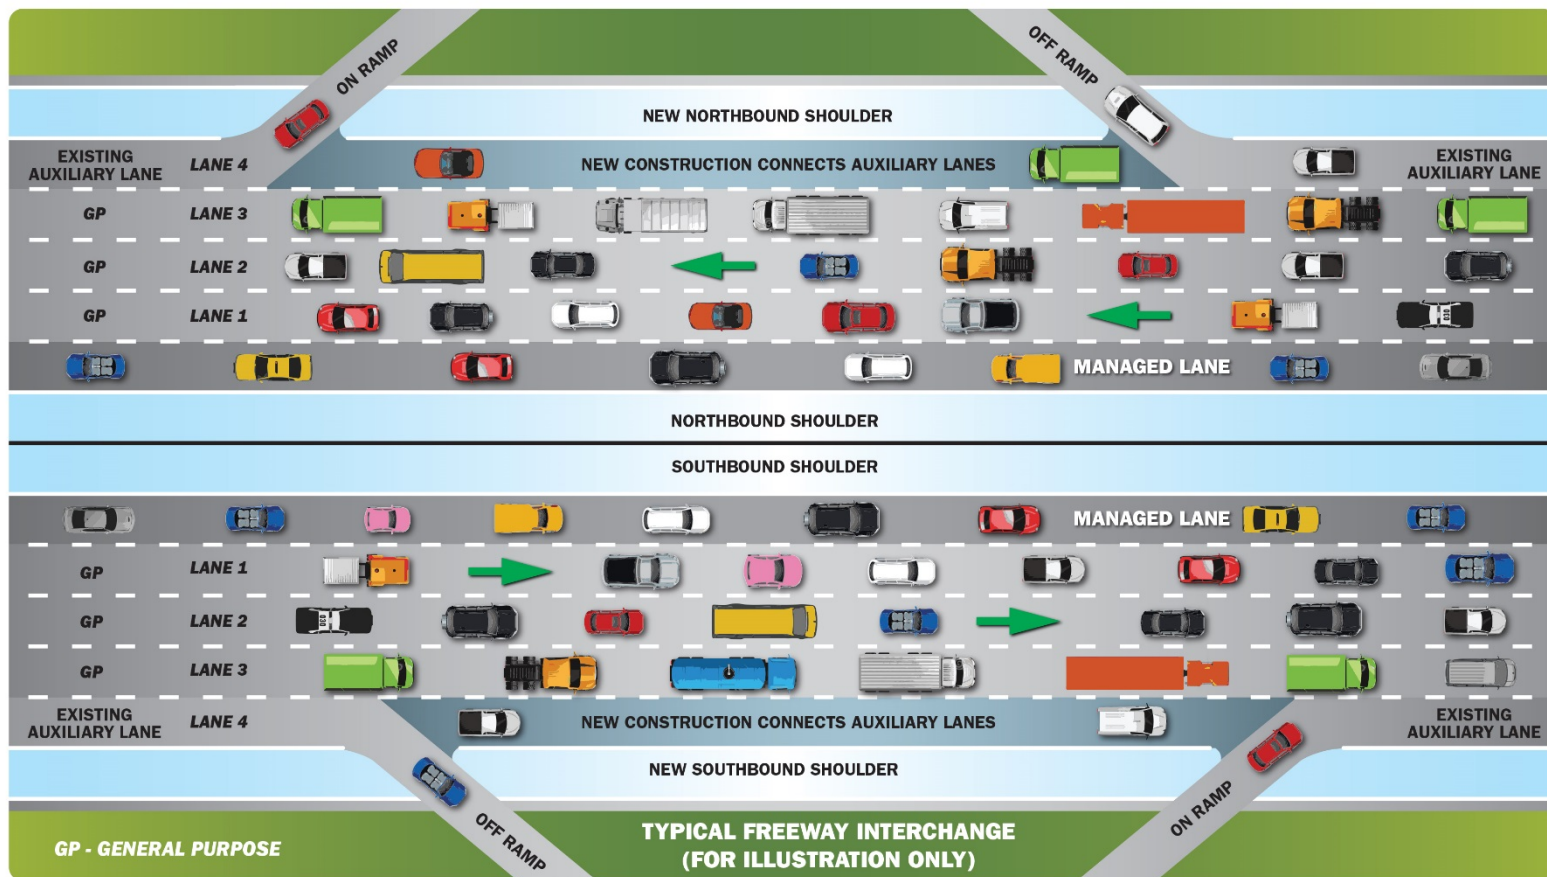 ON RAMP
OFF RAMP
NEW NORTHBOUND SHOULDER
EXISTING
AUXILIARY LANE
LANE 4
NEW CONSTRUCTION CONNECTS AUXILIARY LANES
EXISTING
AUXILIARY LANE
GP
LANE 3
GP
LANE 2
GP
LANE 1
030
MANAGED LANE
NORTHBOUND SHOULDER
SOUTHBOUND SHOULDER
MANAGED LANE
GP
LANE 1
GP
LANE 2
030
GP
LANE 3
EXISTING
AUXILIARY LANE
LANE 4
NEW CONSTRUCTION CONNECTS AUXILIARY LANES
EXISTING
AUXILIARY LANE
NEW SOUTHBOUND SHOULDER
OFF RAMP
ON RAMP
GP - GENERAL PURPOSE
TYPICAL FREEWAY INTERCHANGE
(FOR ILLUSTRATION ONLY)